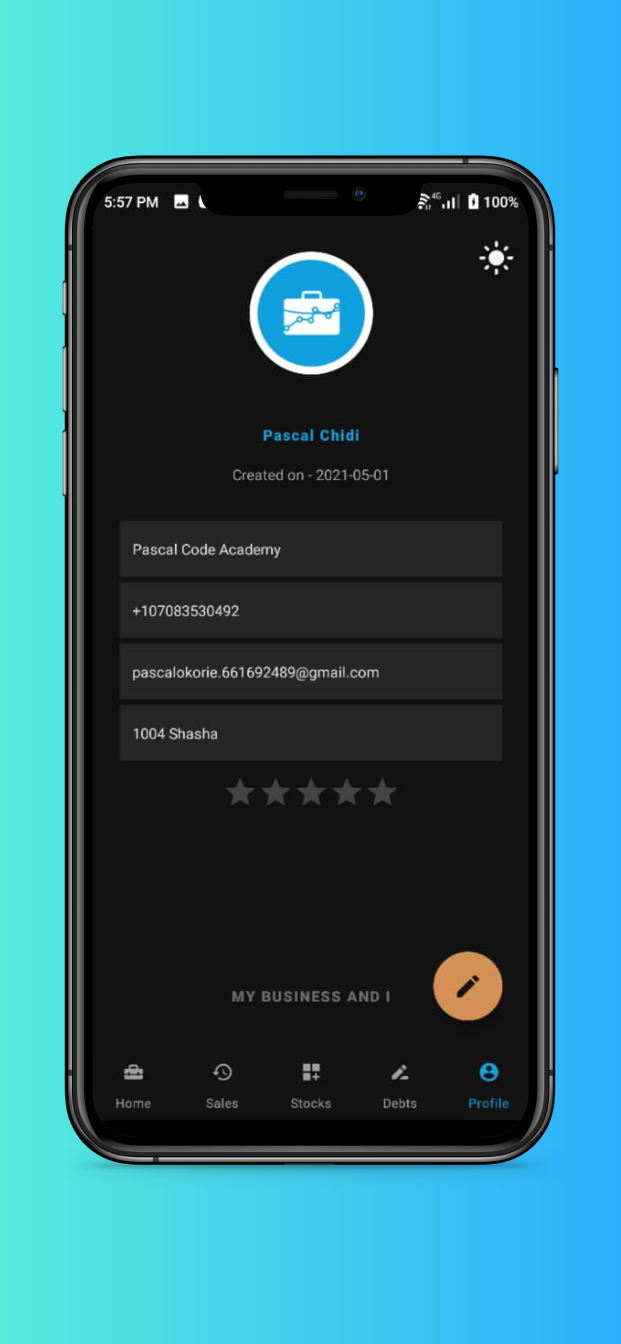 5:57 PM 4G 100%
Pascal Chidi
Created on - 2021-05-01
Pascal Code Academy
+107083530492
pascalokorie.661692489@gmail.com
1004 Shasha
MY BUSINESS AND I
Home Sales Stocks Debts Profile